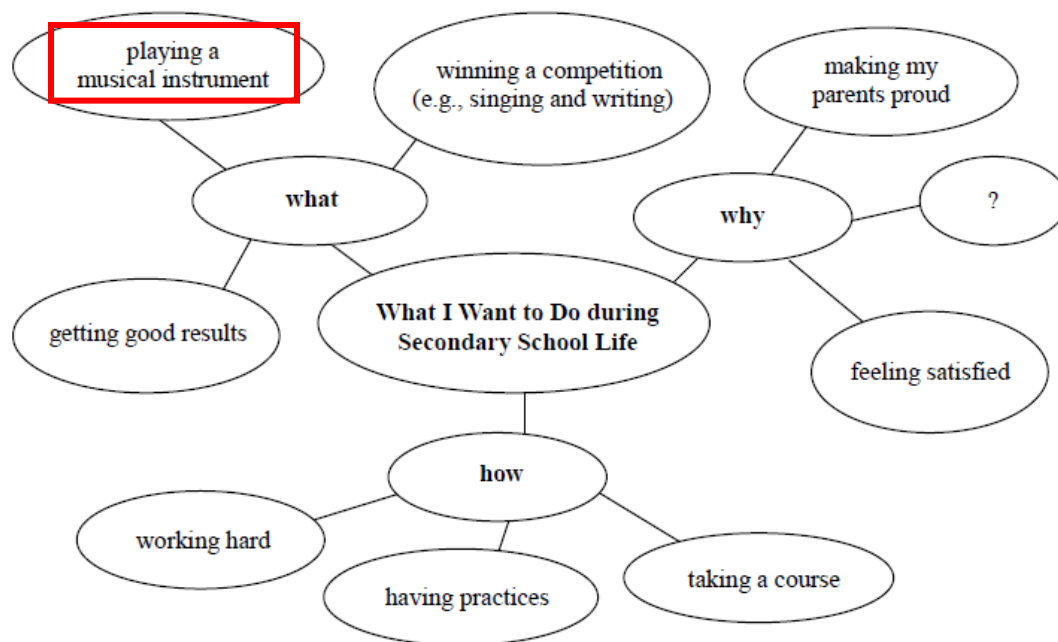 playing a
musical instrument
winning a competition
(e.g., singing and writing)
making my
parents proud
what
why
?
getting good results
What I Want to Do during
Secondary School Life
feeling satisfied
how
working hard
having practices
taking a course